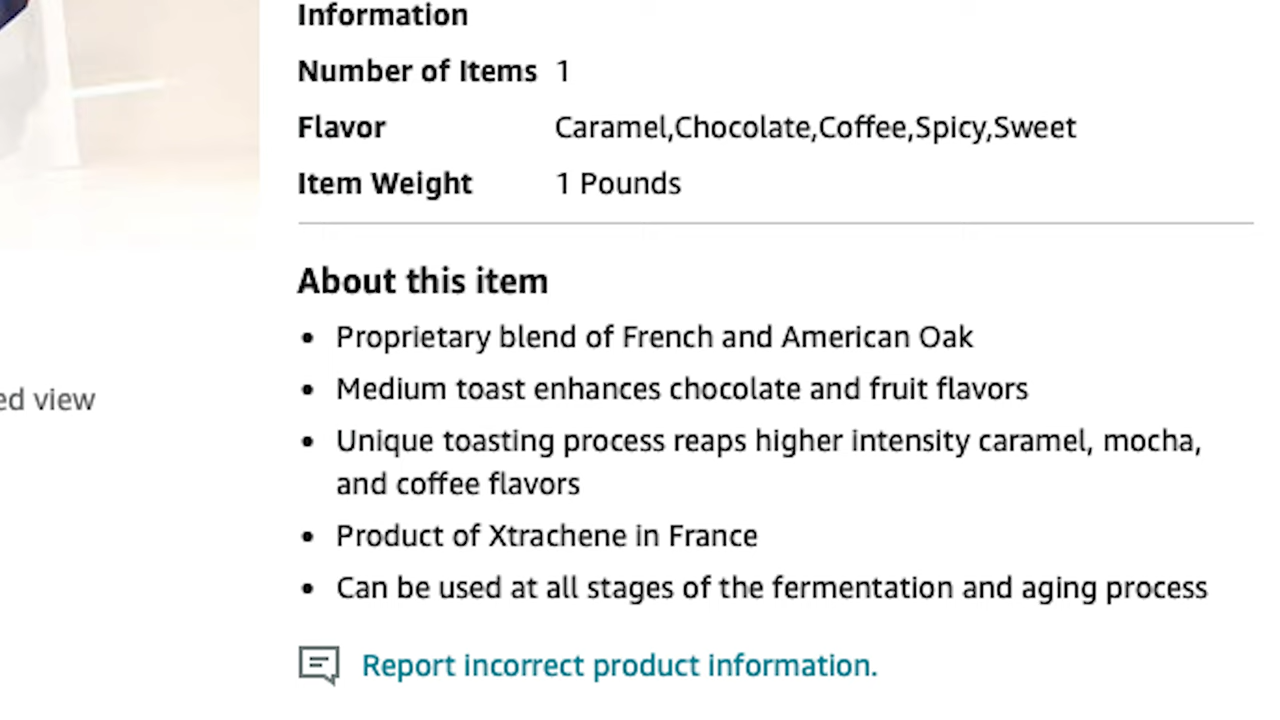 Information
Number of Items 1
Flavor Caramel,Chocolate,Coffee,Spicy,Sweet
Item Weight 1 Pounds
About this item
• Proprietary blend of French and American Oak
• Medium toast enhances chocolate and fruit flavors
ed view
• Unique toasting process reaps higher intensity caramel, mocha,
and coffee flavors
• Product of Xtrachene in France
• Can be used at all stages of the fermentation and aging process
Report incorrect product information.